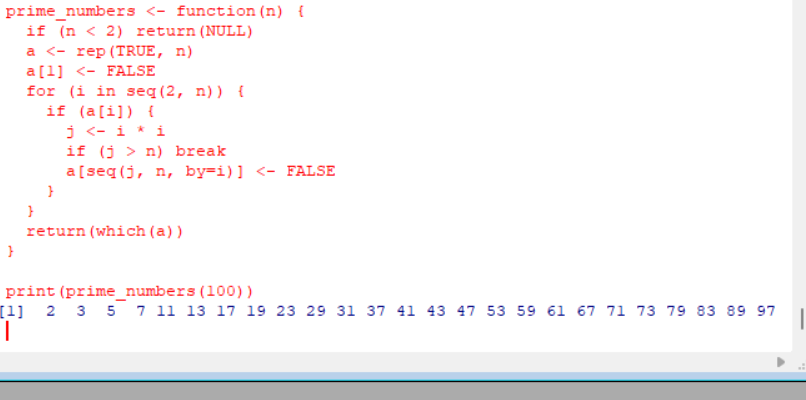 prime_numbers <- function(n) {
  if (n < 2) return(NULL)
  a <- rep(TRUE, n)
  a[1] <- FALSE
  for (i in seq(2, n)) {
    if (a[i]) {
      j <- i * i
      if (j > n) break
      a[seq(j, n, by=i)] <- FALSE
    }
  }
  return(which(a))
}

print(prime_numbers(100))
[1]  2  3  5  7 11 13 17 19 23 29 31 37 41 43 47 53 59 61 67 71 73 79 83 89 97